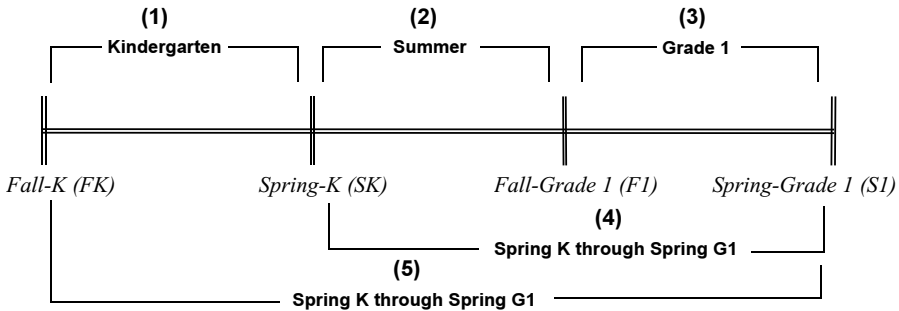 (1) (2) (3)
Kindergarten Summer Grade 1
Fall-K (FK) Spring-K (SK) Fall-Grade 1 (F1) Spring-Grade 1 (S1)
(4)
Spring K through Spring G1
(5)
Spring K through Spring G1